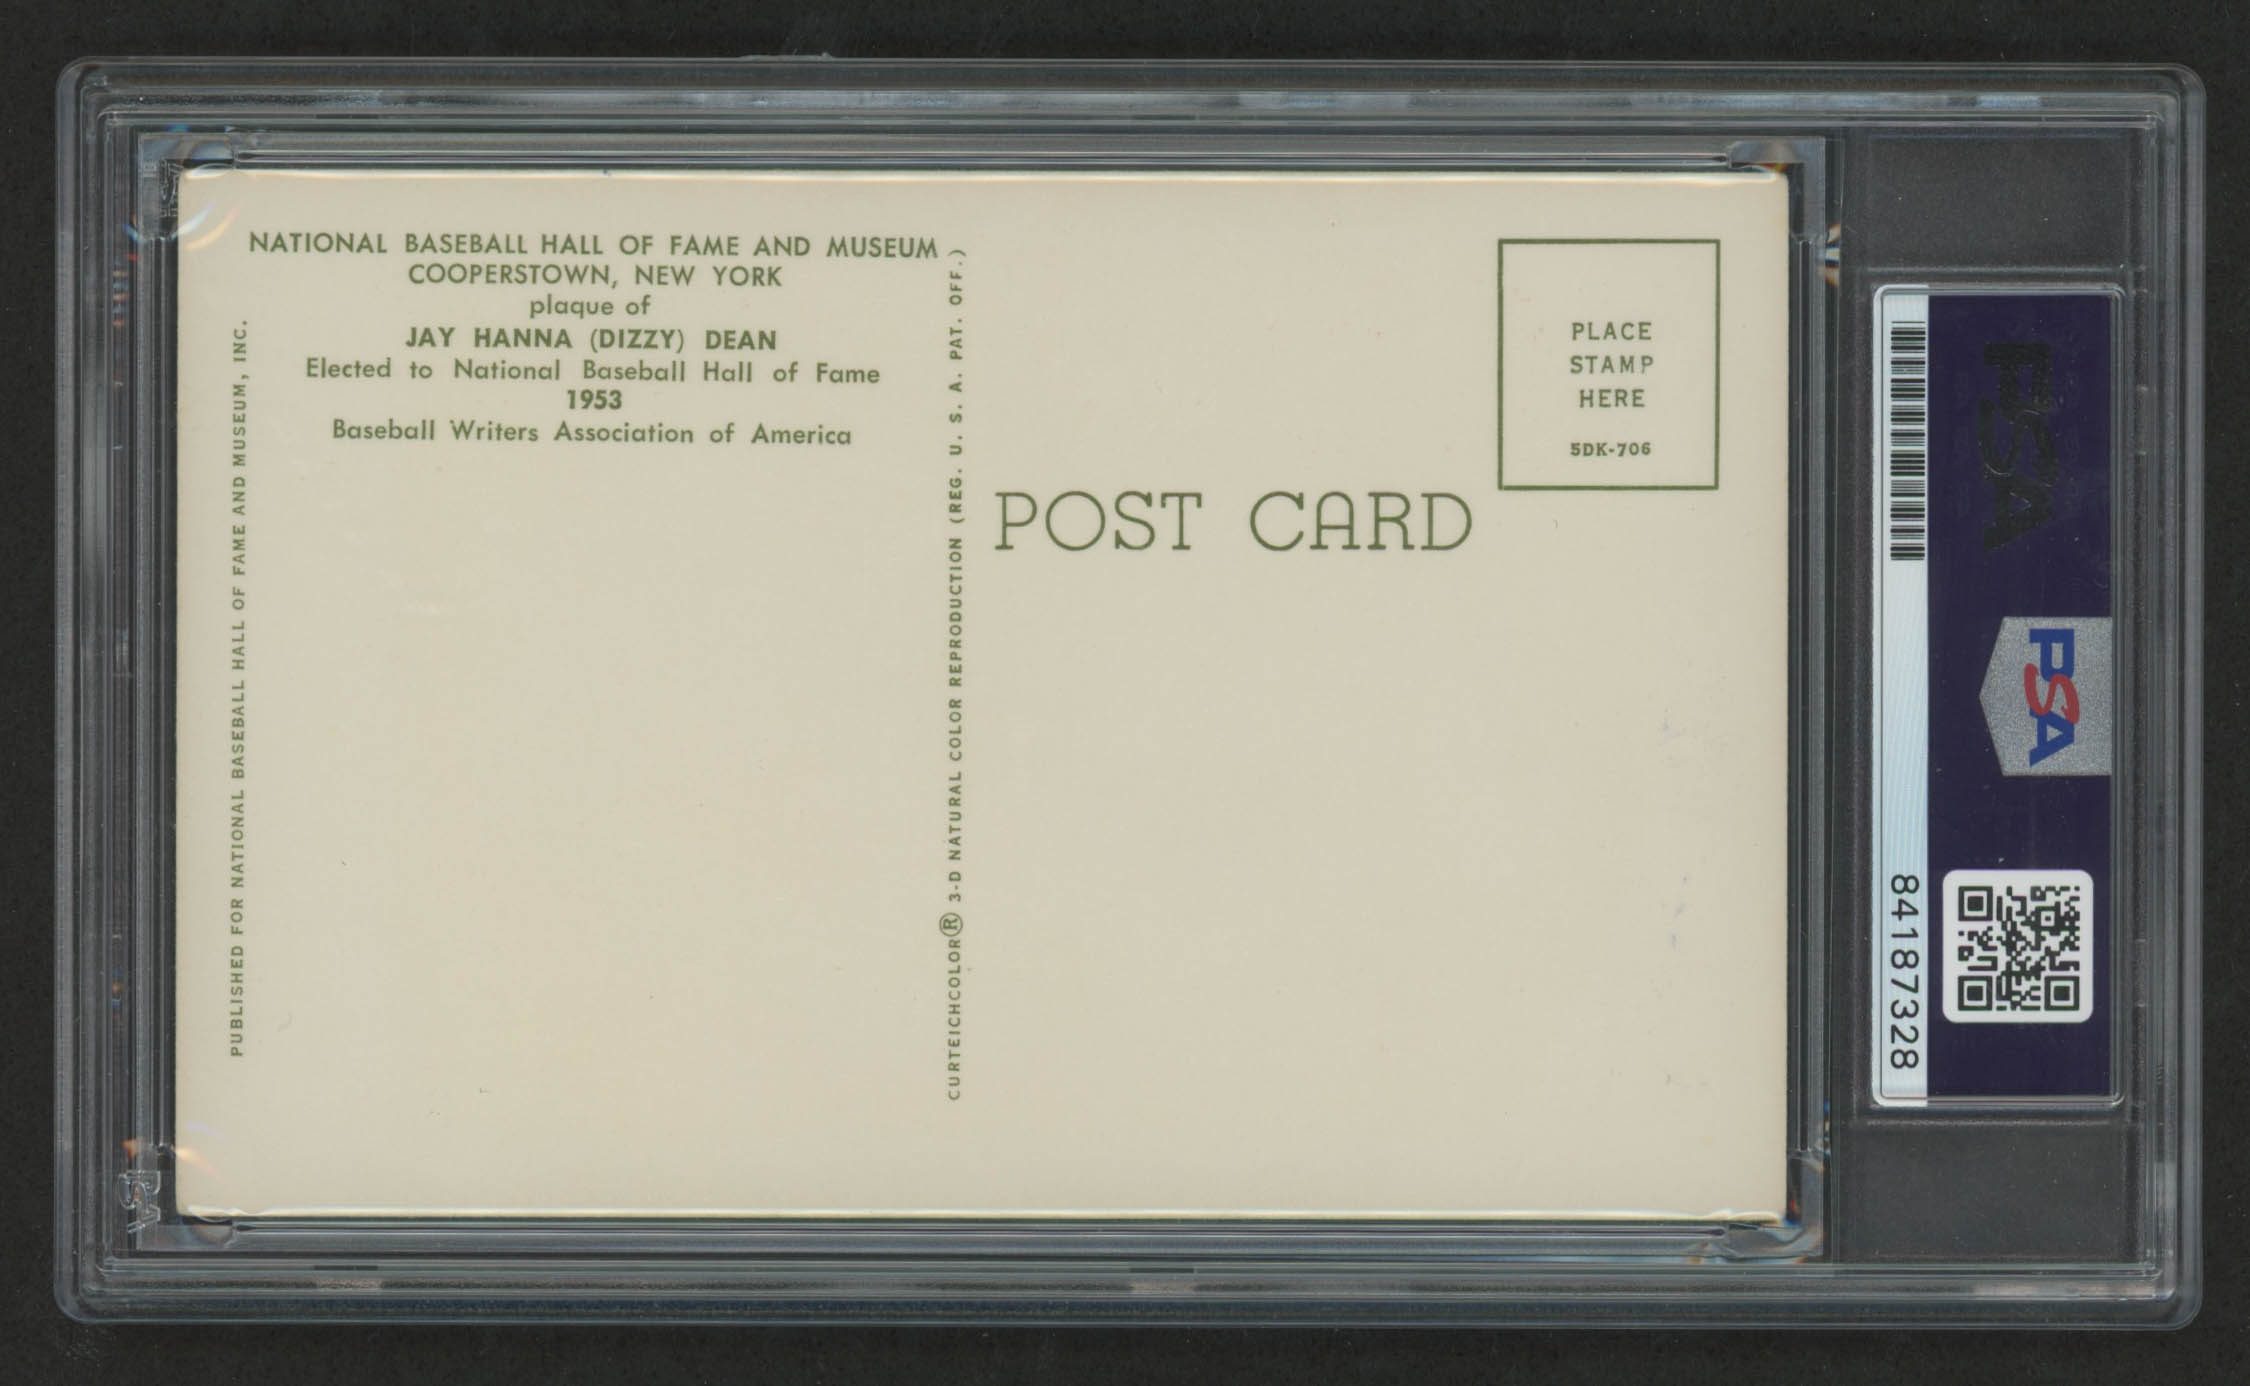 NATIONAL BASEBALL HALL OF FAME AND MUSEUM
COOPERSTOWN, NEW YORK
plaque of
JAY HANNA (DIZZY) DEAN
Elected to National Baseball Hall of Fame
1953
Baseball Writers Association of America
PUBLISHED FOR NATIONAL BASEBALL HALL OF FAME AND MUSEUM, INC.
CURTEICHCOLOR® 3-D NATURAL COLOR REPRODUCTION (REG. U. S. A. PAT. OFF.)
POST CARD
PLACE
STAMP
HERE
5DK-706
PSA
PSA
84187328
PSA